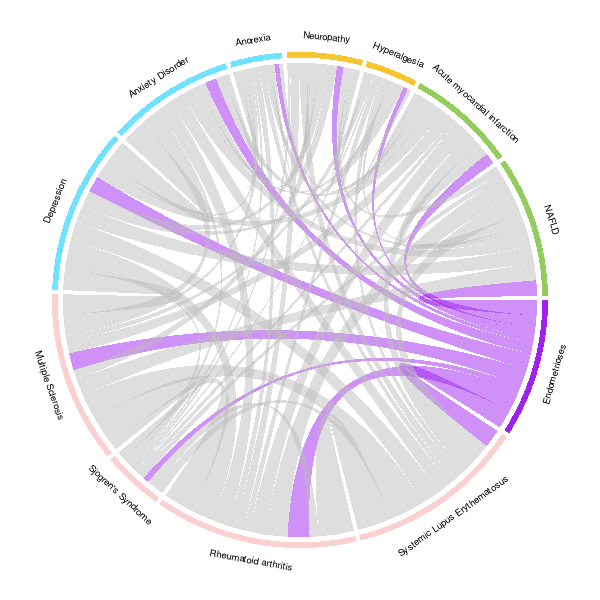 Neuropathy
Hyperalgesia
Acute myocardial infarction
NAFLD
Endometrioses
Systemic Lupus Erythematosus
Rheumatoid arthritis
Sjogren's Syndrome
Multiple Sclerosis
Depression
Anxiety Disorder
Anorexia